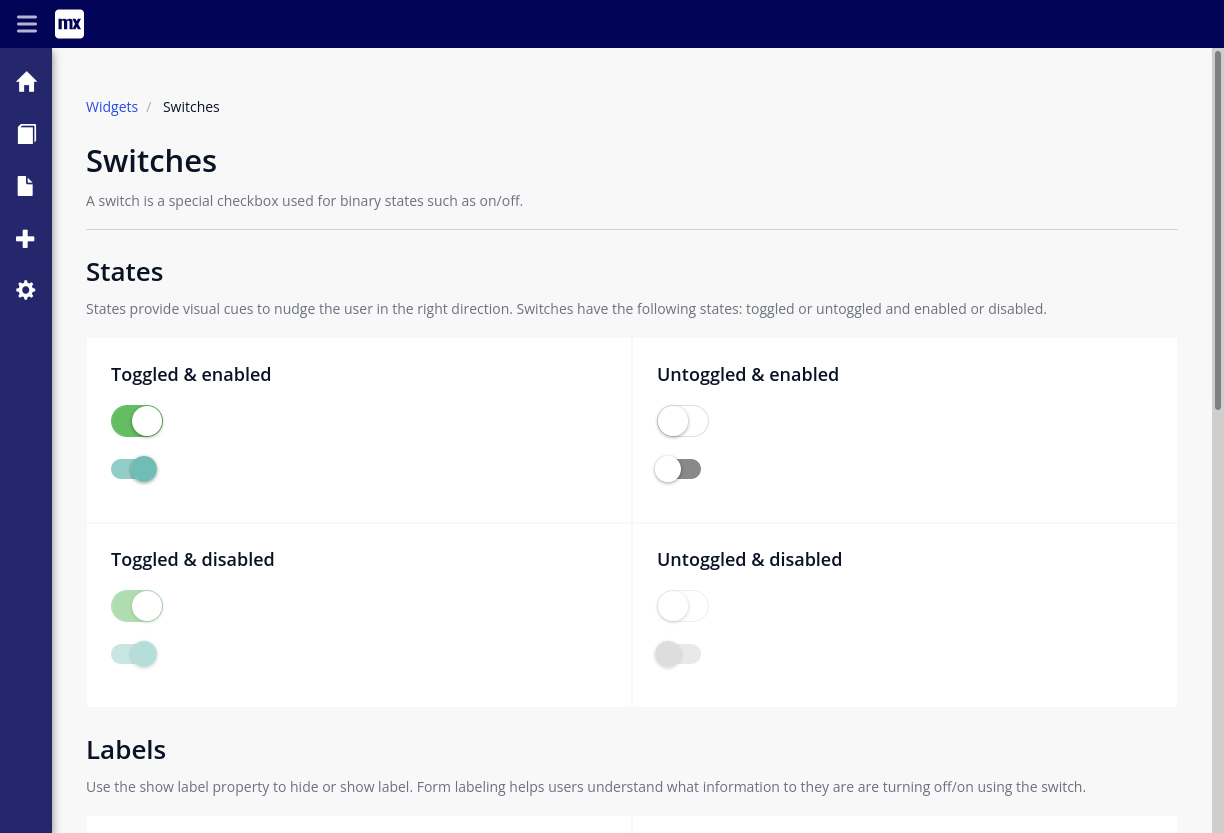 mx
Widgets / Switches
Switches
A switch is a special checkbox used for binary states such as on/off.
States
States provide visual cues to nudge the user in the right direction. Switches have the following states: toggled or untoggled and enabled or disabled.
Toggled & enabled
Untoggled & enabled
Toggled & disabled
Untoggled & disabled
Labels
Use the show label property to hide or show label. Form labeling helps users understand what information to they are are turning off/on using the switch.